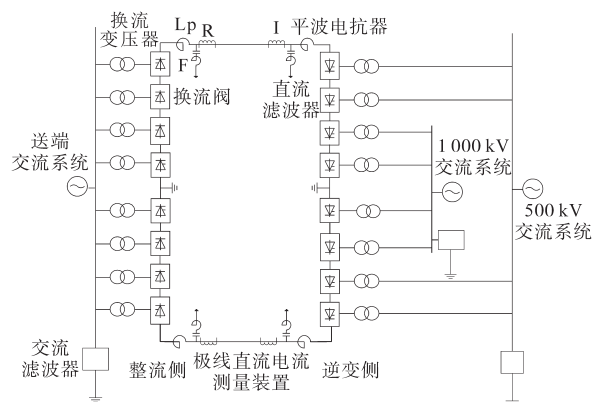 换流
变压器
Lp
R
I
平波电抗器
F
换流阀
直流
滤波器
送端
交流系统
1 000 kV
交流系统
500 kV
交流系统
交流
滤波器
整流侧
极线直流电流
测量装置
逆变侧